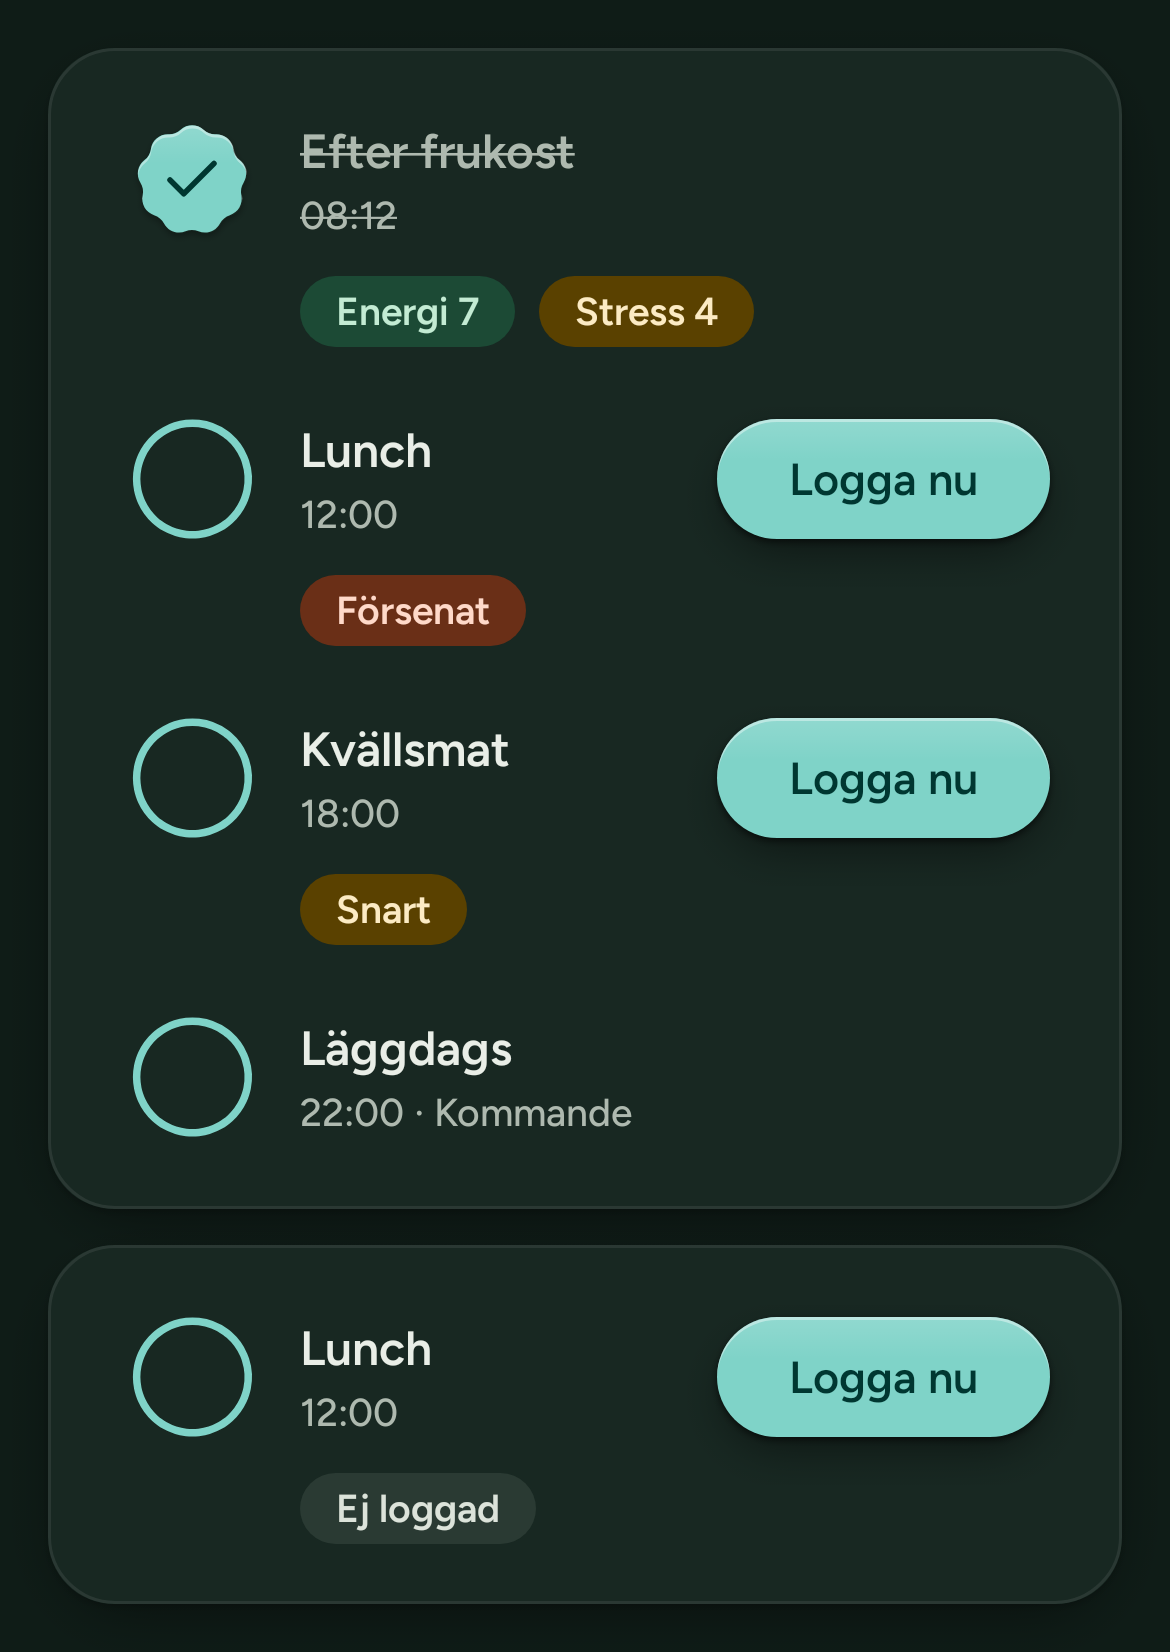 Efter frukost
08:12
Energi 7 Stress 4
Lunch
Logga nu
12:00
Försenat
Kvällsmat
Logga nu
18:00
Snart
Läggdags
22:00 · Kommande
Lunch
Logga nu
12:00
Ej loggad